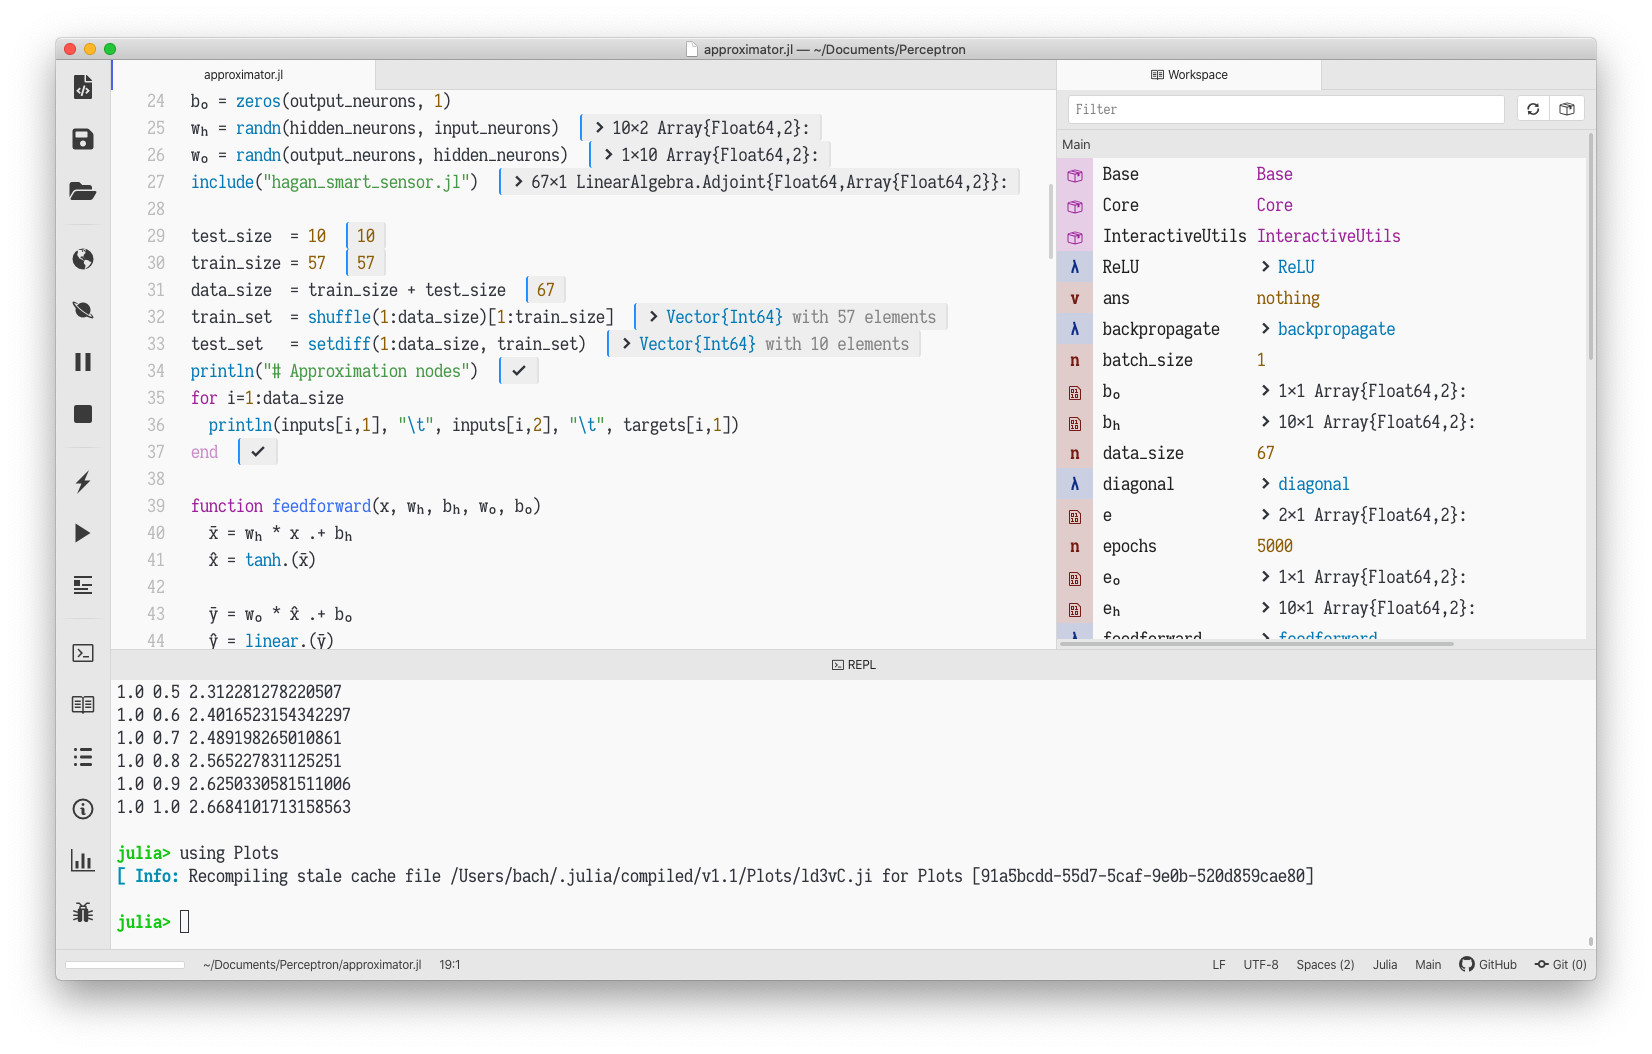 approximator.jl — ~/Documents/Perceptron
approximator.jl
24 bₒ = zeros(output_neurons, 1)
25 wₕ = randn(hidden_neurons, input_neurons) > 10×2 Array{Float64,2}:
26 wₒ = randn(output_neurons, hidden_neurons) > 1×10 Array{Float64,2}:
27 include("hagan_smart_sensor.jl") > 67×1 LinearAlgebra.Adjoint{Float64,Array{Float64,2}}:
28
29 test_size  = 10 10
30 train_size = 57 57
31 data_size  = train_size + test_size 67
32 train_set  = shuffle(1:data_size)[1:train_size] > Vector{Int64} with 57 elements
33 test_set   = setdiff(1:data_size, train_set) > Vector{Int64} with 10 elements
34 println("# Approximation nodes") ✓
35 for i=1:data_size
36   println(inputs[i,1], "\t", inputs[i,2], "\t", targets[i,1])
37 end ✓
38
39 function feedforward(x, wₕ, bₕ, wₒ, bₒ)
40   x̄ = wₕ * x .+ bₕ
41   x̂ = tanh.(x̄)
42
43   ȳ = wₒ * x̂ .+ bₒ
44   ŷ = linear.(ȳ)
Workspace
Filter
Main
Base Base
Core Core
InteractiveUtils InteractiveUtils
λ ReLU > ReLU
v ans nothing
λ backpropagate > backpropagate
n batch_size 1
bₒ > 1×1 Array{Float64,2}:
bₕ > 10×1 Array{Float64,2}:
n data_size 67
λ diagonal > diagonal
e > 2×1 Array{Float64,2}:
n epochs 5000
eₒ > 1×1 Array{Float64,2}:
eₕ > 10×1 Array{Float64,2}:
λ feedforward > feedforward
REPL
1.0 0.5 2.312281278220507
1.0 0.6 2.4016523154342297
1.0 0.7 2.489198265010861
1.0 0.8 2.565227831125251
1.0 0.9 2.6250330581511006
1.0 1.0 2.6684101713158563
julia> using Plots
[ Info: Recompiling stale cache file /Users/bach/.julia/compiled/v1.1/Plots/ld3vC.ji for Plots [91a5bcdd-55d7-5caf-9e0b-520d859cae80]
julia>
~/Documents/Perceptron/approximator.jl 19:1 LF UTF-8 Spaces (2) Julia Main GitHub Git (0)